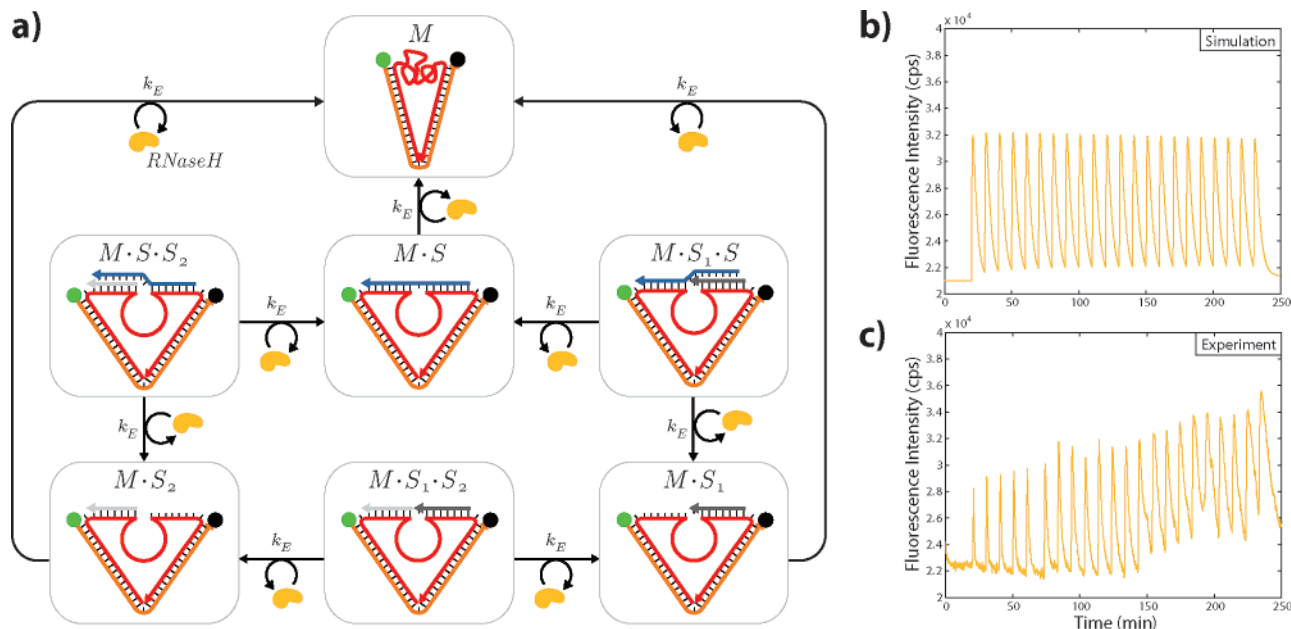 a)
M
k_E
k_E
RNaseH
k_E
M · S · S_2
M · S
M · S_1 · S
k_E
k_E
k_E
k_E
M · S_2
M · S_1 · S_2
M · S_1
k_E
k_E
b)
x 10^4
Simulation
Fluorescence Intensity (cps)
4
3.8
3.6
3.4
3.2
3
2.8
2.6
2.4
2.2
2
0
50
100
150
200
250
c)
x 10^4
Experiment
Fluorescence Intensity (cps)
4
3.8
3.6
3.4
3.2
3
2.8
2.6
2.4
2.2
2
0
50
100
150
200
250
Time (min)